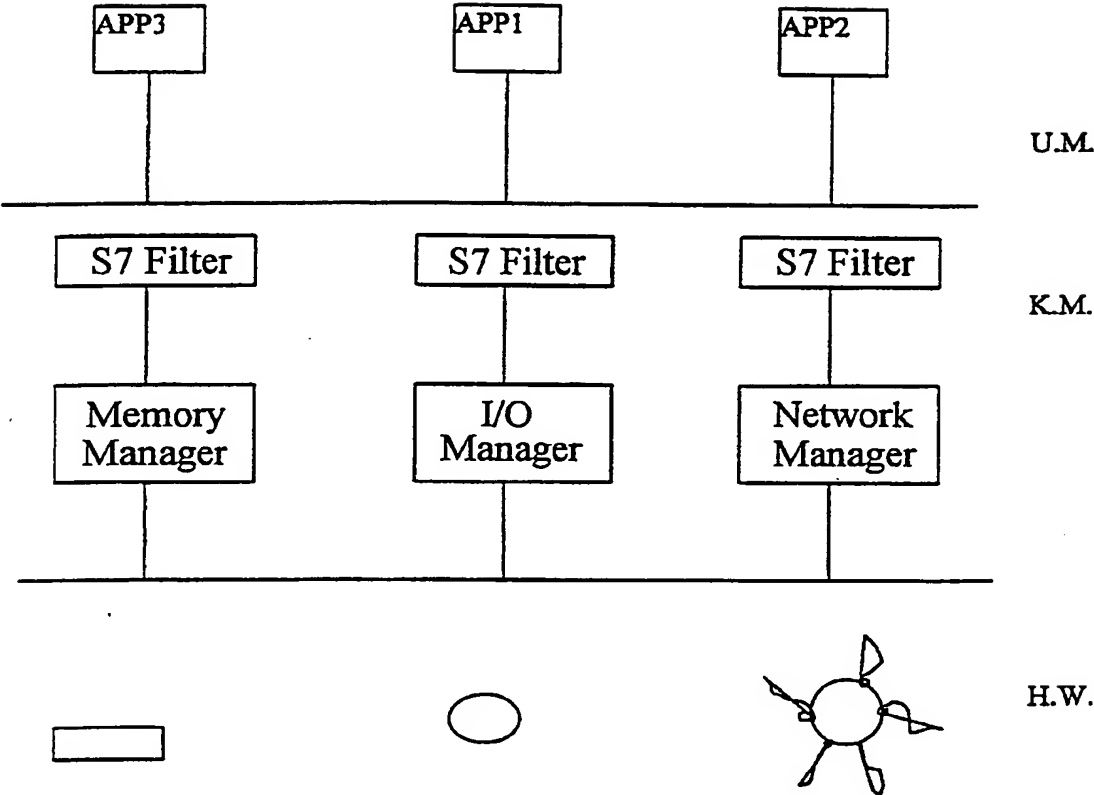 APP3 APP1 APP2
U.M.
S7 Filter S7 Filter S7 Filter
K.M.
Memory
Manager
I/O
Manager
Network
Manager
H.W.